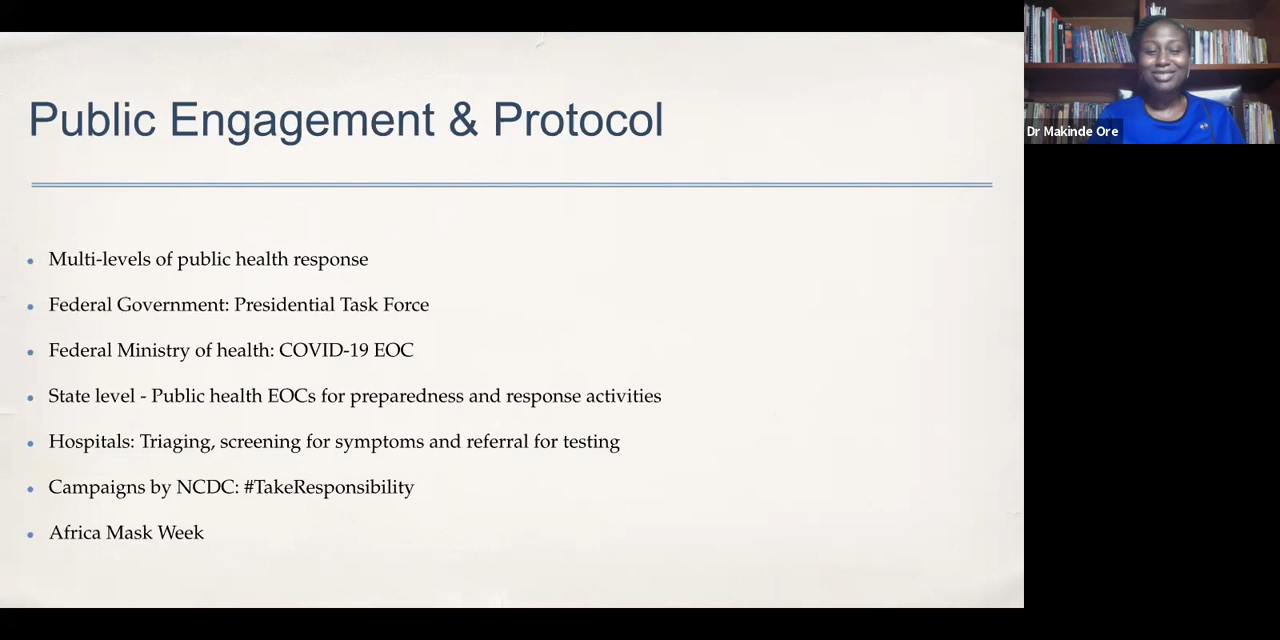 Public Engagement & Protocol
Multi-levels of public health response
Federal Government: Presidential Task Force
Federal Ministry of health: COVID-19 EOC
State level - Public health EOCs for preparedness and response activities
Hospitals: Triaging, screening for symptoms and referral for testing
Campaigns by NCDC: #TakeResponsibility
Africa Mask Week
Dr Makinde Ore